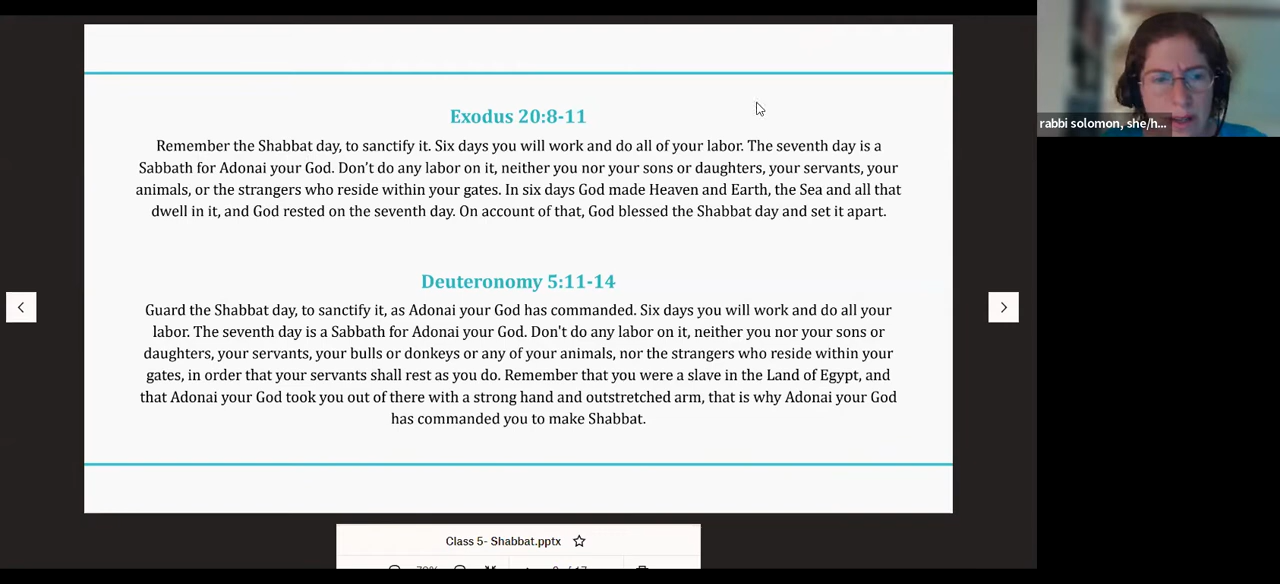 Exodus 20:8-11
Remember the Shabbat day, to sanctify it. Six days you will work and do all of your labor. The seventh day is a
Sabbath for Adonai your God. Don’t do any labor on it, neither you nor your sons or daughters, your servants, your
animals, or the strangers who reside within your gates. In six days God made Heaven and Earth, the Sea and all that
dwell in it, and God rested on the seventh day. On account of that, God blessed the Shabbat day and set it apart.
Deuteronomy 5:11-14
Guard the Shabbat day, to sanctify it, as Adonai your God has commanded. Six days you will work and do all your
labor. The seventh day is a Sabbath for Adonai your God. Don't do any labor on it, neither you nor your sons or
daughters, your servants, your bulls or donkeys or any of your animals, nor the strangers who reside within your
gates, in order that your servants shall rest as you do. Remember that you were a slave in the Land of Egypt, and
that Adonai your God took you out of there with a strong hand and outstretched arm, that is why Adonai your God
has commanded you to make Shabbat.
rabbi solomon, she/h...
Class 5- Shabbat.pptx